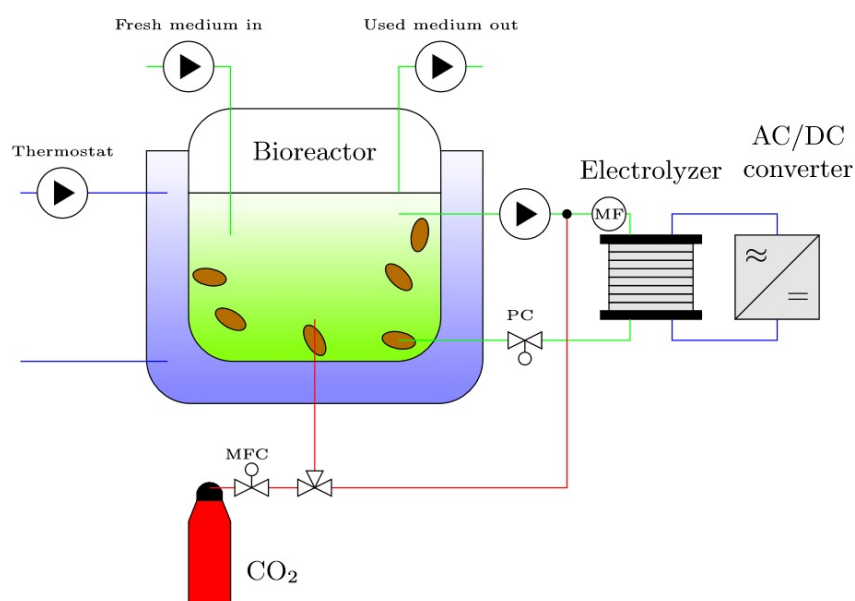 Fresh medium in
Used medium out
Thermostat
Bioreactor
Electrolyzer
AC/DC
converter
MF
≈
=
PC
MFC
CO₂